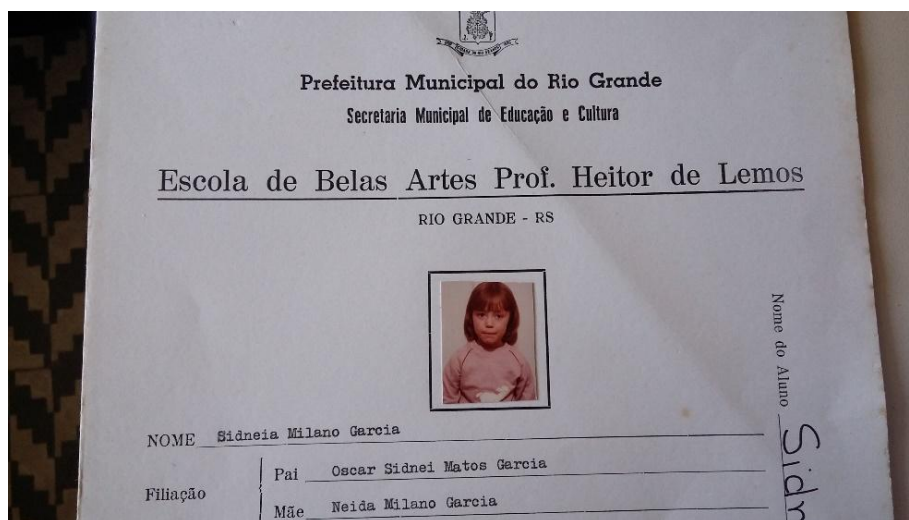 Prefeitura Municipal do Rio Grande
Secretaria Municipal de Educação e Cultura
Escola de Belas Artes Prof. Heitor de Lemos
RIO GRANDE - RS
NOME Sidneia Milano Garcia
Filiação
Pai Oscar Sidnei Matos Garcia
Mãe Neida Milano Garcia
Nome do Aluno Sidn